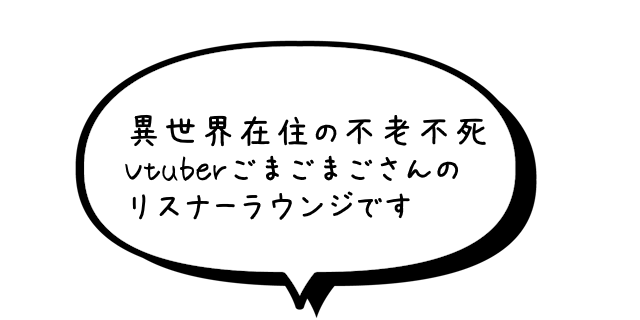 異世界在住の不老不死
vtuberごまごまごさんの
リスナーラウンジです